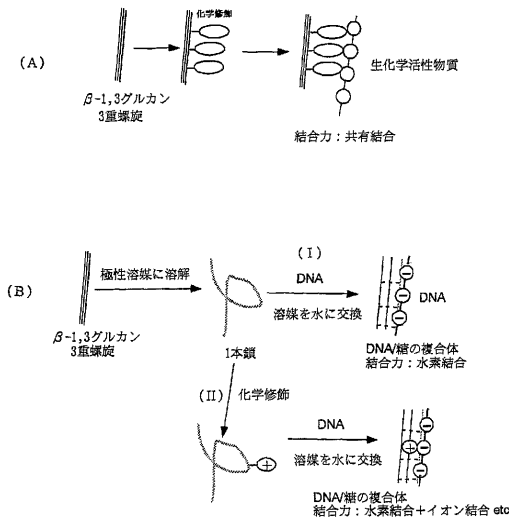 (A)
化学修飾
β-1,3グルカン
3重螺旋
生化学活性物質
結合力:共有結合
(B)
極性溶媒に溶解
β-1,3グルカン
3重螺旋
1本鎖
(I)
DNA
溶媒を水に交換
DNA
DNA/糖の複合体
結合力:水素結合
(II)
化学修飾
+
DNA
溶媒を水に交換
DNA/糖の複合体
結合力:水素結合+イオン結合 etc